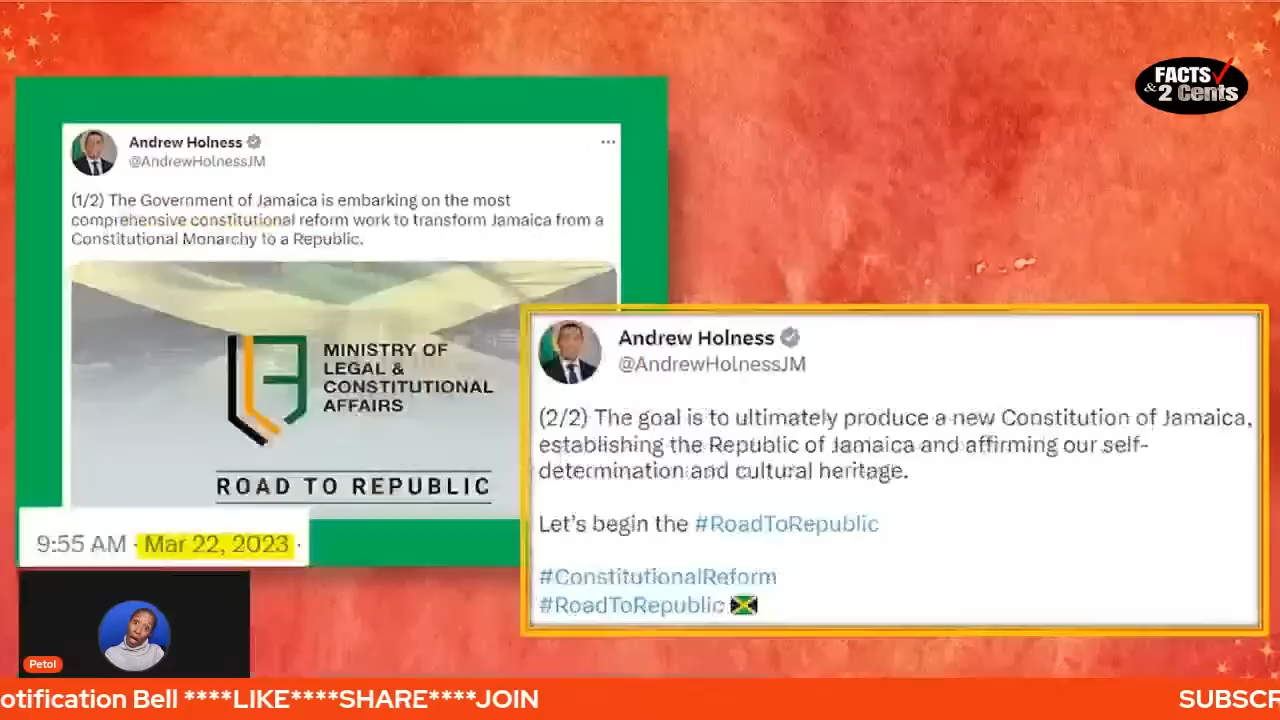 FACTS
& 2 Cents
Andrew Holness
@AndrewHolnessJM
(1/2) The Government of Jamaica is embarking on the most
comprehensive constitutional reform work to transform Jamaica from a
Constitutional Monarchy to a Republic.
MINISTRY OF
LEGAL &
CONSTITUTIONAL
AFFAIRS
ROAD TO REPUBLIC
9:55 AM · Mar 22, 2023 ·
Andrew Holness
@AndrewHolnessJM
(2/2) The goal is to ultimately produce a new Constitution of Jamaica,
establishing the Republic of Jamaica and affirming our self-
determination and cultural heritage.
Let's begin the #RoadToRepublic
#ConstitutionalReform
#RoadToRepublic
Petol
otification Bell ****LIKE****SHARE****JOIN SUBSCR